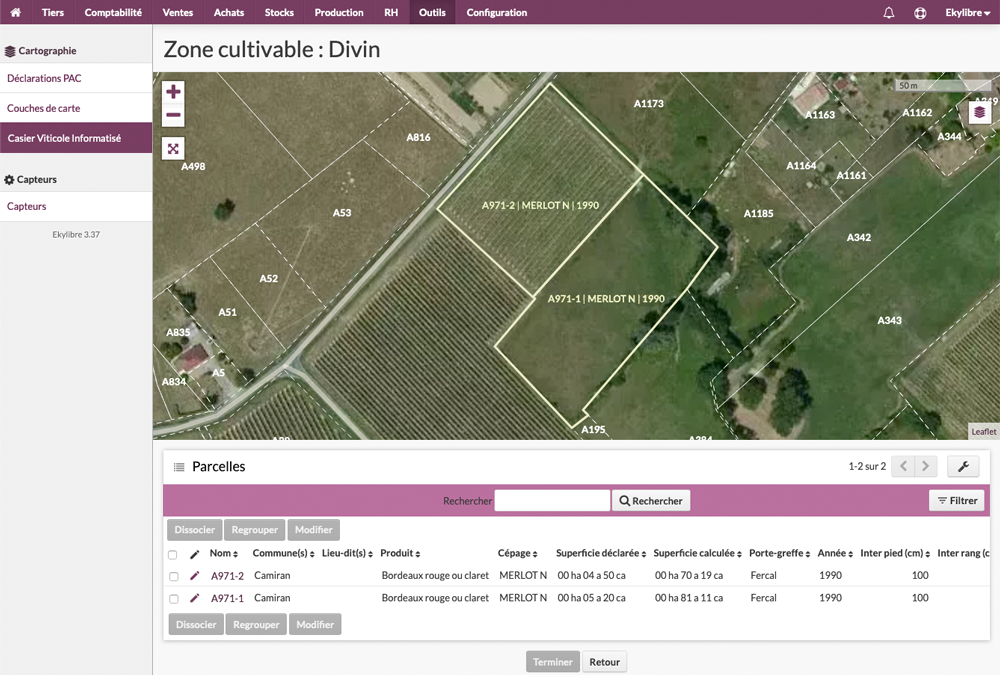 Tiers Comptabilité Ventes Achats Stocks Production RH Outils Configuration Ekylibre
Cartographie
Déclarations PAC
Couches de carte
Casier Viticole Informatisé
Capteurs
Capteurs
Ekylibre 3.37
Zone cultivable : Divin
50 m
A1173
A1163
A1162
A344
A816
A498
A1164
A1161
A53
A971-2 | MERLOT N | 1990
A1185
A342
A52
A971-1 | MERLOT N | 1990
A51
A343
A835
A5
A834
A195
Leaflet
Parcelles
1-2 sur 2
Rechercher Rechercher Filtrer
Dissocier Regrouper Modifier
Nom Commune(s) Lieu-dit(s) Produit Cépage Superficie déclarée Superficie calculée Porte-greffe Année Inter pied (cm) Inter rang (c
A971-2 Camiran Bordeaux rouge ou claret MERLOT N 00 ha 04 a 50 ca 00 ha 70 a 19 ca Fercal 1990 100
A971-1 Camiran Bordeaux rouge ou claret MERLOT N 00 ha 05 a 20 ca 00 ha 81 a 11 ca Fercal 1990 100
Dissocier Regrouper Modifier
Terminer Retour